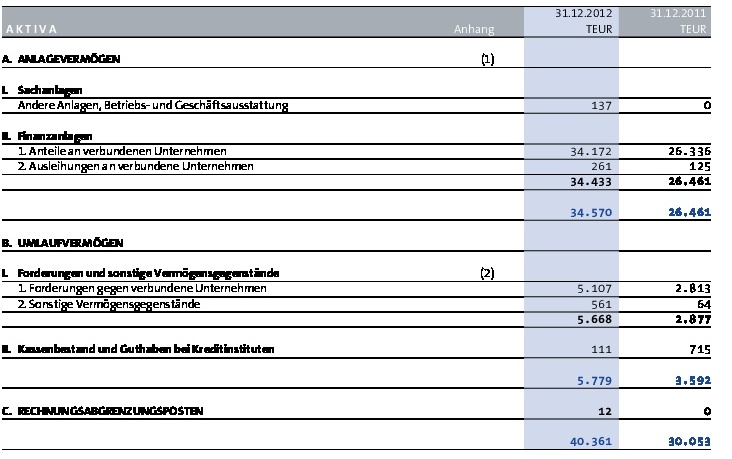 31.12.2012 31.12.2011
AKTIVA Anhang TEUR TEUR
A. ANLAGEVERMÖGEN (1)
I. Sachanlagen
Andere Anlagen, Betriebs- und Geschäftsausstattung 137 0
II. Finanzanlagen
1. Anteile an verbundenen Unternehmen 34.172 26.336
2. Ausleihungen an verbundene Unternehmen 261 125
34.433 26.461
34.570 26.461
B. UMLAUFVERMÖGEN
I. Forderungen und sonstige Vermögensgegenstände (2)
1. Forderungen gegen verbundene Unternehmen 5.107 2.813
2. Sonstige Vermögensgegenstände 561 64
5.668 2.877
II. Kassenbestand und Guthaben bei Kreditinstituten 111 715
5.779 3.592
C. RECHNUNGSABGRENZUNGSPOSTEN 12 0
40.361 30.053